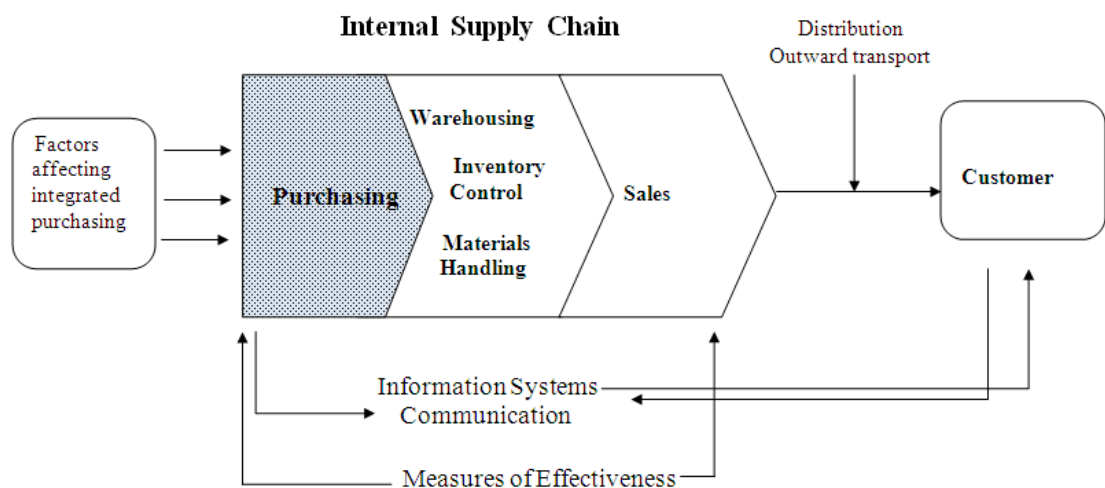 Internal Supply Chain
Distribution
Outward transport
Factors
affecting
integrated
purchasing
Purchasing
Warehousing
Inventory
Control
Materials
Handling
Sales
Customer
Information Systems
Communication
Measures of Effectiveness